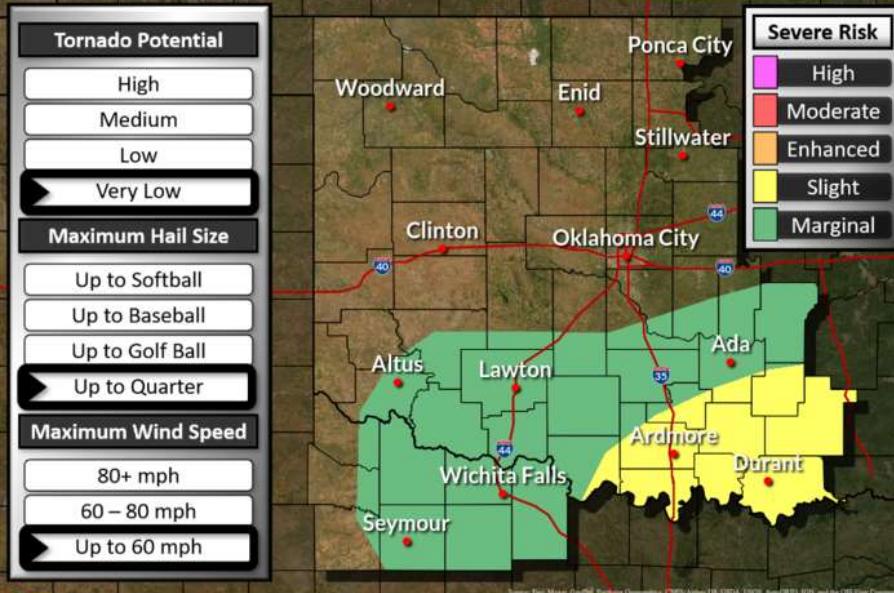 Tornado Potential
High
Medium
Low
Very Low
Maximum Hail Size
Up to Softball
Up to Baseball
Up to Golf Ball
Up to Quarter
Maximum Wind Speed
80+ mph
60 – 80 mph
Up to 60 mph
Ponca City
Woodward
Enid
Stillwater
44
Clinton
Oklahoma City
40
40
Ada
Altus
Lawton
35
Ardmore
44
Durant
Wichita Falls
Seymour
Severe Risk
High
Moderate
Enhanced
Slight
Marginal